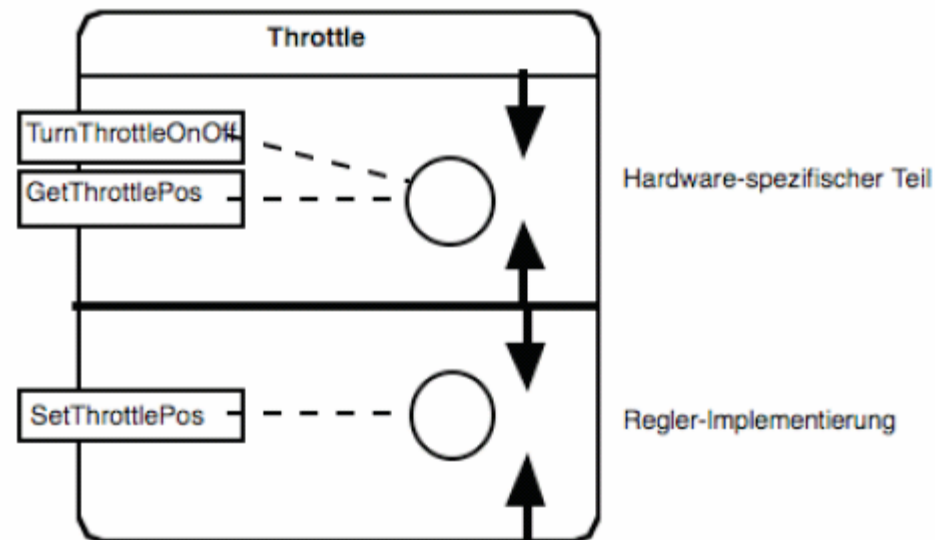 Throttle
TurnThrottleOnOff
GetThrottlePos
Hardware-spezifischer Teil
SetThrottlePos
Regler-Implementierung